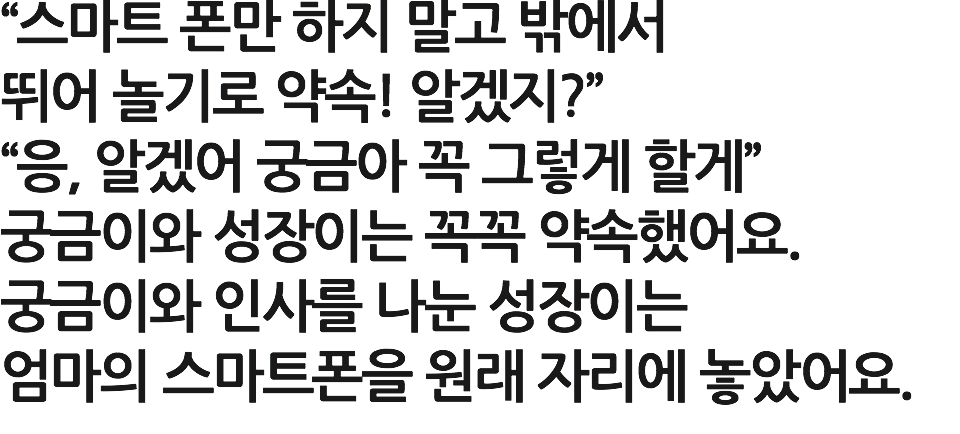 “스마트 폰만 하지 말고 밖에서
뛰어 놀기로 약속! 알겠지?”
“응, 알겠어 궁금아 꼭 그렇게 할게”
궁금이와 성장이는 꼭꼭 약속했어요.
궁금이와 인사를 나눈 성장이는
엄마의 스마트폰을 원래 자리에 놓았어요.